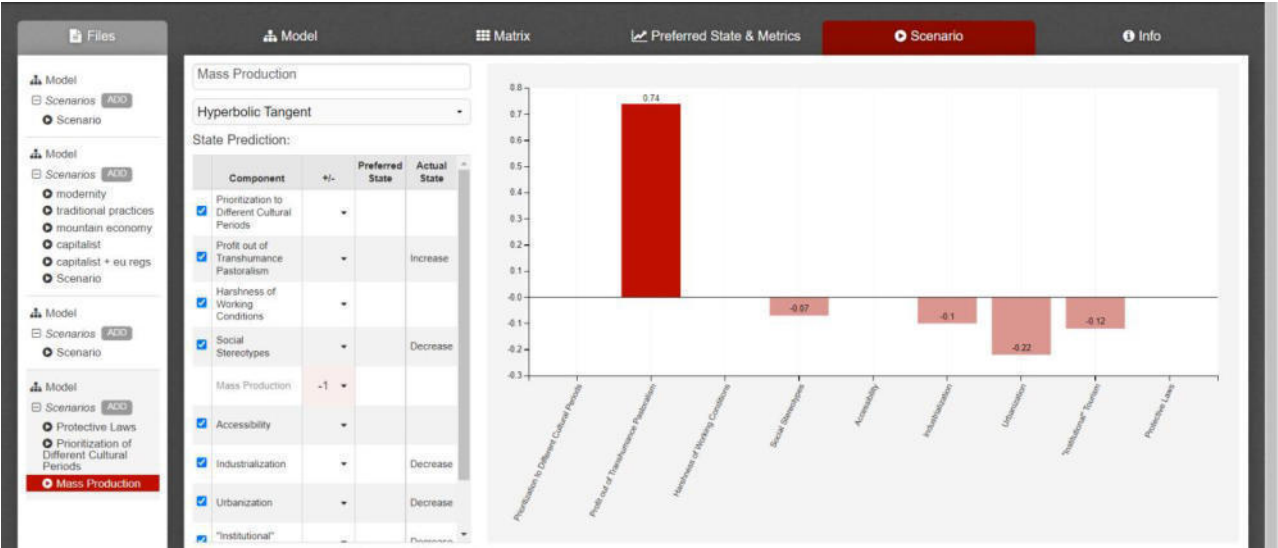 Files
Model
Matrix
Preferred State & Metrics
Scenario
Info
Model
Scenarios ADD
Scenario
Model
Scenarios ADD
modernity
traditional practices
mountain economy
capitalist
capitalist + eu regs
Scenario
Model
Scenarios ADD
Scenario
Model
Scenarios ADD
Protective Laws
Prioritization of
Different Cultural
Periods
Mass Production
Mass Production
Hyperbolic Tangent
State Prediction:
Component +/- Preferred State Actual State
Prioritization to
Different Cultural
Periods
Profit out of
Transhumance
Pastoralism
Increase
Harshness of
Working
Conditions
Social
Stereotypes
Decrease
Mass Production -1
Accessibility
Industrialization Decrease
Urbanization Decrease
"Institutional"
Decrease
0.8
0.7
0.6
0.5
0.4
0.3
0.2
0.1
-0.0
-0.1
-0.2
-0.3
0.74
-0.07
-0.1
-0.22
-0.12
Prioritization to Different Cultural Periods
Profit out of Transhumance Pastoralism
Harshness of Working Conditions
Social Stereotypes
Accessibility
Industrialization
Urbanization
"Institutional" Tourism
Protective Laws